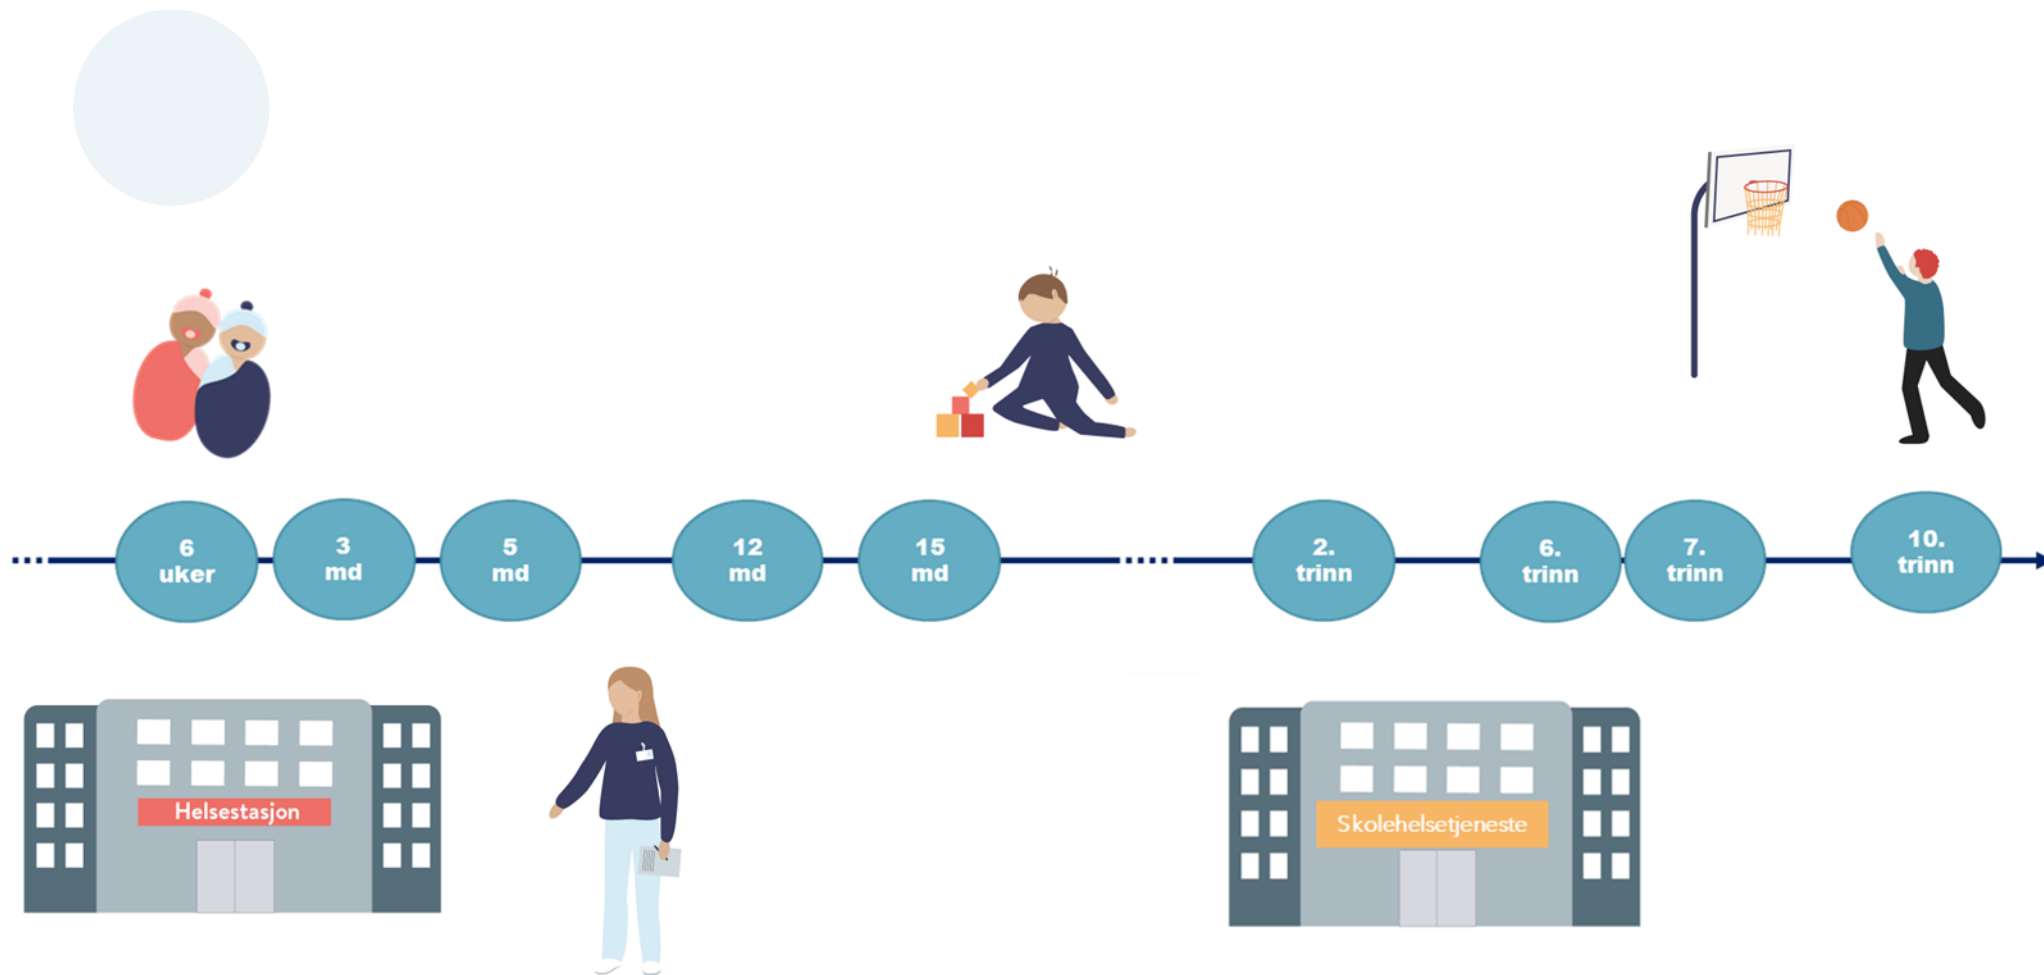 6
uker
3
md
5
md
12
md
15
md
2.
trinn
6.
trinn
7.
trinn
10.
trinn
Helsestasjon
Skolehelsetjeneste